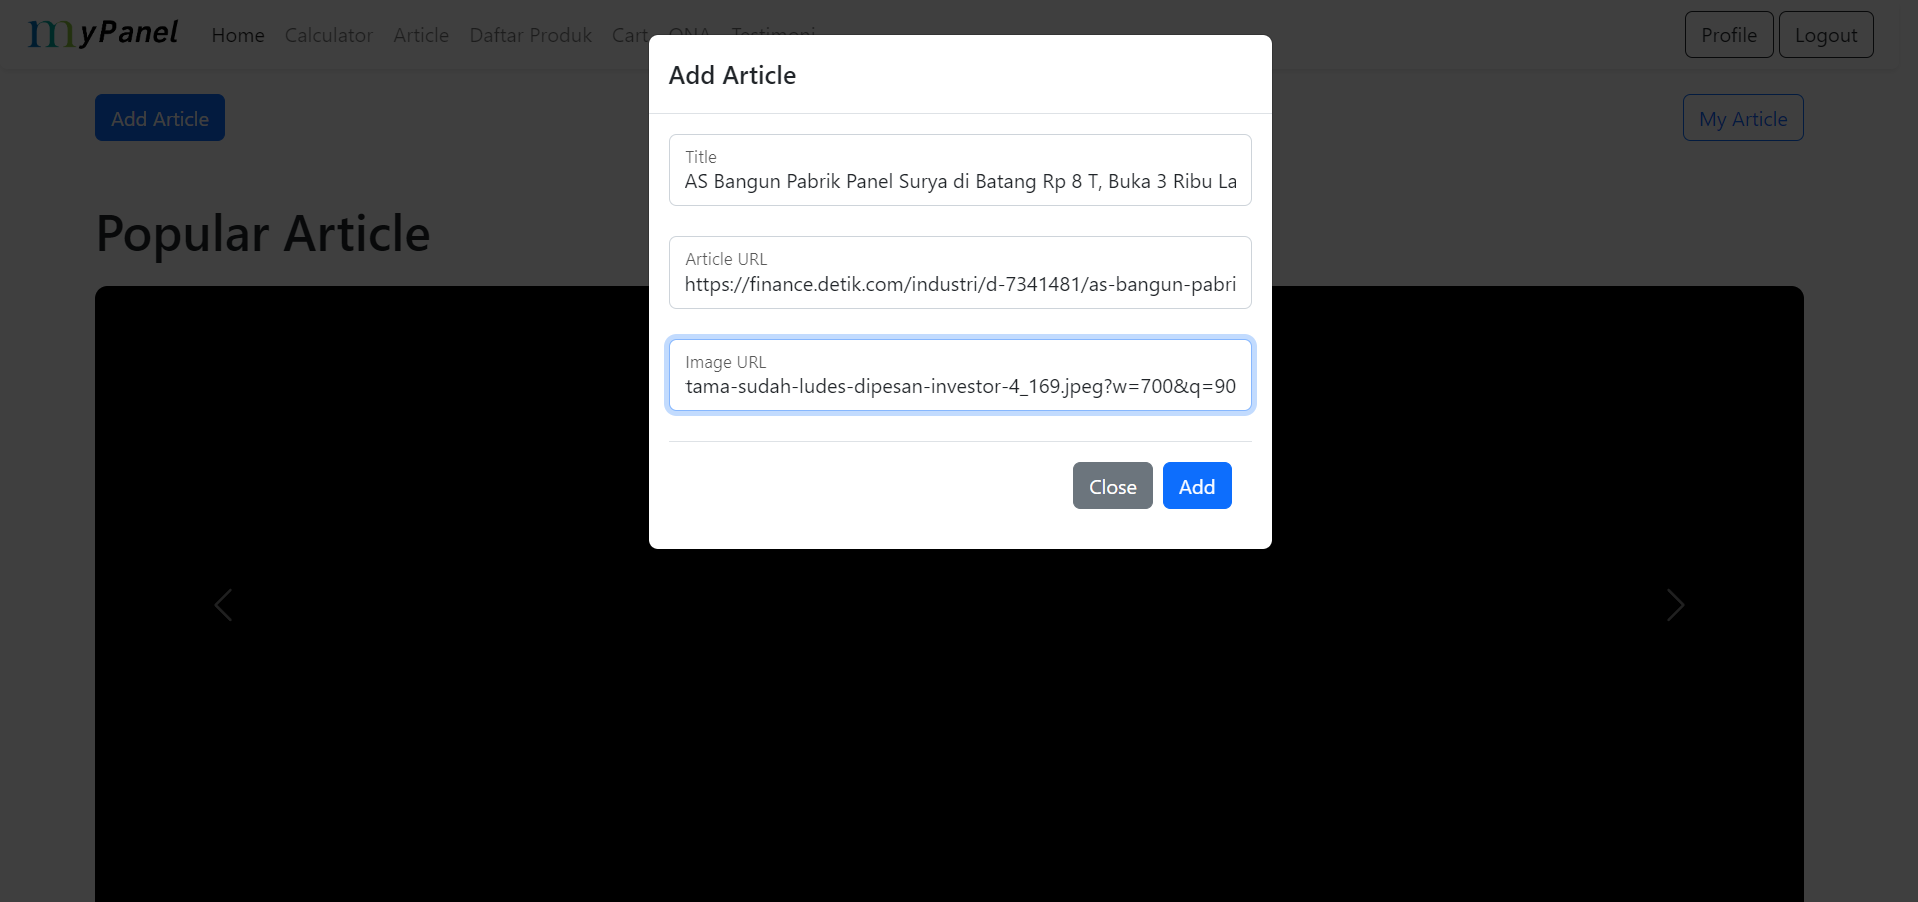 myPanel Home Calculator Article Daftar Produk Cart QNA Testimoni Profile Logout
Add Article
Add Article
My Article
Title
AS Bangun Pabrik Panel Surya di Batang Rp 8 T, Buka 3 Ribu La
Popular Article
Article URL
https://finance.detik.com/industri/d-7341481/as-bangun-pabri
Image URL
tama-sudah-ludes-dipesan-investor-4_169.jpeg?w=700&q=90
Close Add